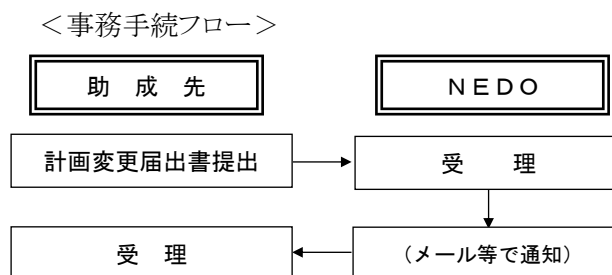 ＜事務手続フロー＞
助　成　先　ＮＥＤＯ
計画変更届出書提出　受　　理
受　理　（メール等で通知）